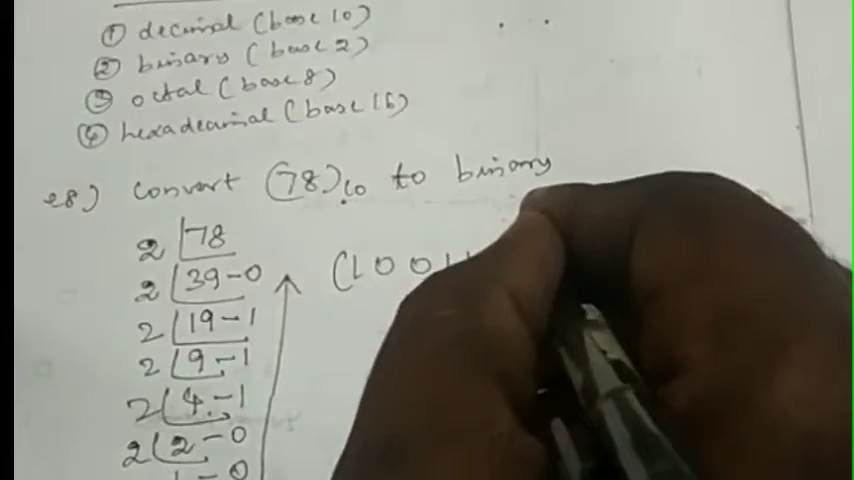 ① decimal (base 10)
② binary (base 2)
③ octal (base 8)
④ hexadecimal (base 16)
eg) convert (78)10 to binary
2 78
2 39-0 (1001
2 19-1
2 9-1
2 4-1
2 2-0
1-0